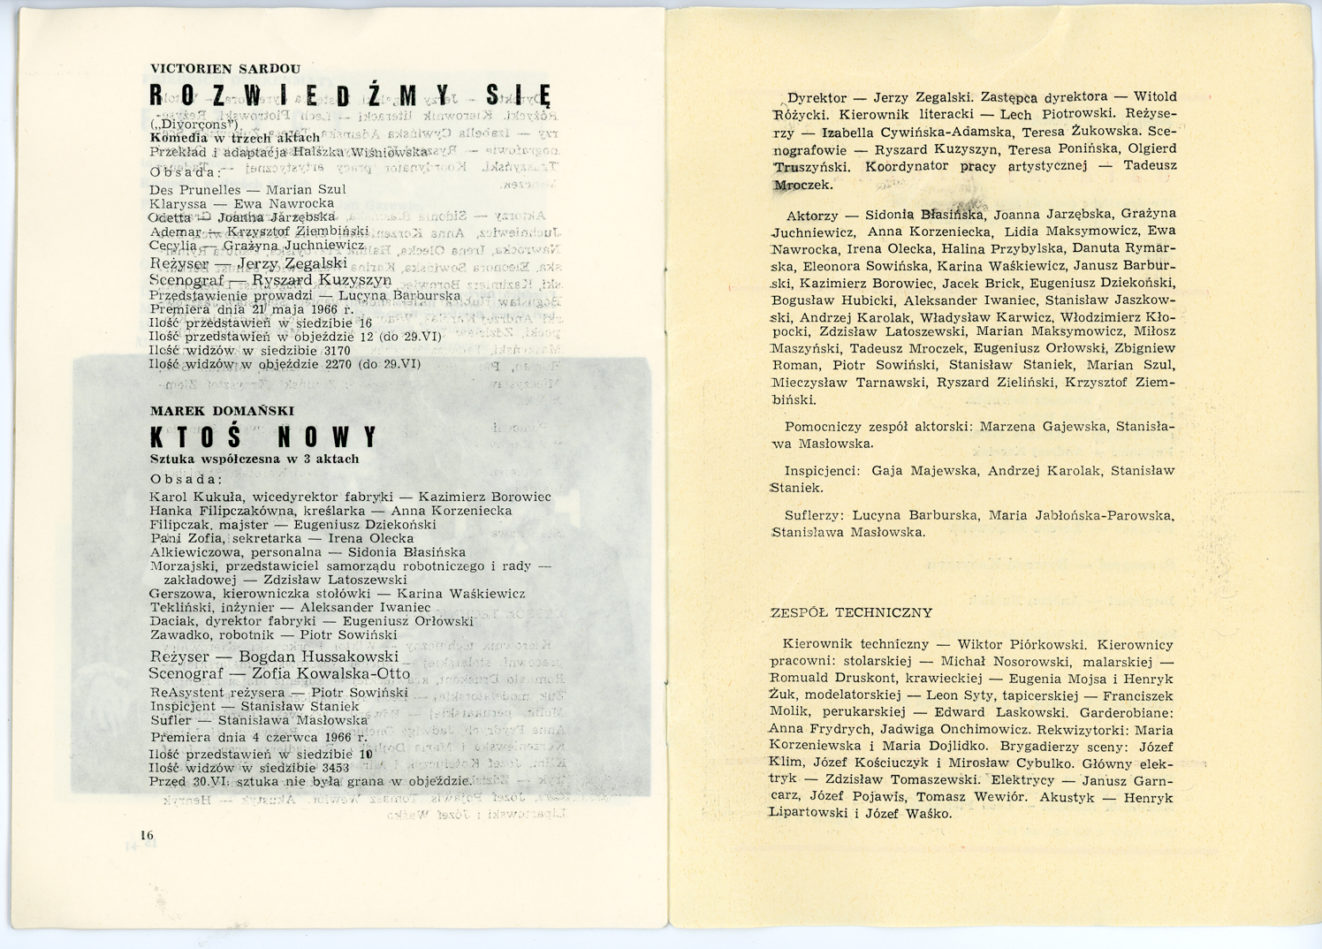 VICTORIEN SARDOU
ROZWIEDŹMY SIĘ
(„Divorçons”)
Komedia w trzech aktach
Przekład i adaptacja Halszka Wiśniowska
Obsada:
Des Prunelles — Marian Szul
Klaryssa — Ewa Nawrocka
Odetta — Joanna Jarzębska
Ademar — Krzysztof Ziembiński
Cecylia — Grażyna Juchniewicz
Reżyser — Jerzy Zegalski
Scenograf — Ryszard Kuzyszyn
Przedstawienie prowadzi — Lucyna Barburska
Premiera dnia 21 maja 1966 r.
Ilość przedstawień w siedzibie 16
Ilość przedstawień w objeździe 12 (do 29.VI)
Ilość widzów w siedzibie 3170
Ilość widzów w objeździe 2270 (do 29.VI)
MAREK DOMAŃSKI
KTOŚ NOWY
Sztuka współczesna w 3 aktach
Obsada:
Karol Kukuła, wicedyrektor fabryki — Kazimierz Borowiec
Hanka Filipczakówna, kreślarka — Anna Korzeniecka
Filipczak, majster — Eugeniusz Dziekoński
Pani Zofia, sekretarka — Irena Olecka
Alkiewiczowa, personalna — Sidonia Błasińska
Morzajski, przedstawiciel samorządu robotniczego i rady —
zakładowej — Zdzisław Latoszewski
Gerszowa, kierowniczka stołówki — Karina Waśkiewicz
Tekliński, inżynier — Aleksander Iwaniec
Daciak, dyrektor fabryki — Eugeniusz Orłowski
Zawadko, robotnik — Piotr Sowiński
Reżyser — Bogdan Hussakowski
Scenograf — Zofia Kowalska-Otto
ReAsystent reżysera — Piotr Sowiński
Inspicjent — Stanisław Staniek
Sufler — Stanisława Masłowska
Premiera dnia 4 czerwca 1966 r.
Ilość przedstawień w siedzibie 10
Ilość widzów w siedzibie 3453
Przed 30.VI. sztuka nie była grana w objeździe.
16
Dyrektor — Jerzy Zegalski. Zastępca dyrektora — Witold
Różycki. Kierownik literacki — Lech Piotrowski. Reżyse-
rzy — Izabella Cywińska-Adamska, Teresa Żukowska. Sce-
nografowie — Ryszard Kuzyszyn, Teresa Ponińska, Olgierd
Truszyński. Koordynator pracy artystycznej — Tadeusz
Mroczek.
Aktorzy — Sidonia Błasińska, Joanna Jarzębska, Grażyna
Juchniewicz, Anna Korzeniecka, Lidia Maksymowicz, Ewa
Nawrocka, Irena Olecka, Halina Przybylska, Danuta Rymar-
ska, Eleonora Sowińska, Karina Waśkiewicz, Janusz Barbur-
ski, Kazimierz Borowiec, Jacek Brick, Eugeniusz Dziekoński,
Bogusław Hubicki, Aleksander Iwaniec, Stanisław Jaszkow-
ski, Andrzej Karolak, Władysław Karwicz, Włodzimierz Kło-
pocki, Zdzisław Latoszewski, Marian Maksymowicz, Miłosz
Maszyński, Tadeusz Mroczek, Eugeniusz Orłowski, Zbigniew
Roman, Piotr Sowiński, Stanisław Staniek, Marian Szul,
Mieczysław Tarnawski, Ryszard Zieliński, Krzysztof Ziem-
biński.
Pomocniczy zespół aktorski: Marzena Gajewska, Stanisła-
wa Masłowska.
Inspicjenci: Gaja Majewska, Andrzej Karolak, Stanisław
Staniek.
Suflerzy: Lucyna Barburska, Maria Jabłońska-Parowska,
Stanisława Masłowska.
ZESPÓŁ TECHNICZNY
Kierownik techniczny — Wiktor Piórkowski. Kierownicy
pracowni: stolarskiej — Michał Nosorowski, malarskiej —
Romuald Druskont, krawieckiej — Eugenia Mojsa i Henryk
Żuk, modelatorskiej — Leon Syty, tapicerskiej — Franciszek
Molik, perukarskiej — Edward Laskowski. Garderobiane:
Anna Frydrych, Jadwiga Onchimowicz. Rekwizytorki: Maria
Korzeniewska i Maria Dojlidko. Brygadierzy sceny: Józef
Klim, Józef Kościuczyk i Mirosław Cybulko. Główny elek-
tryk — Zdzisław Tomaszewski. Elektrycy — Janusz Garn-
carz, Józef Pojawis, Tomasz Wewiór. Akustyk — Henryk
Lipartowski i Józef Waśko.